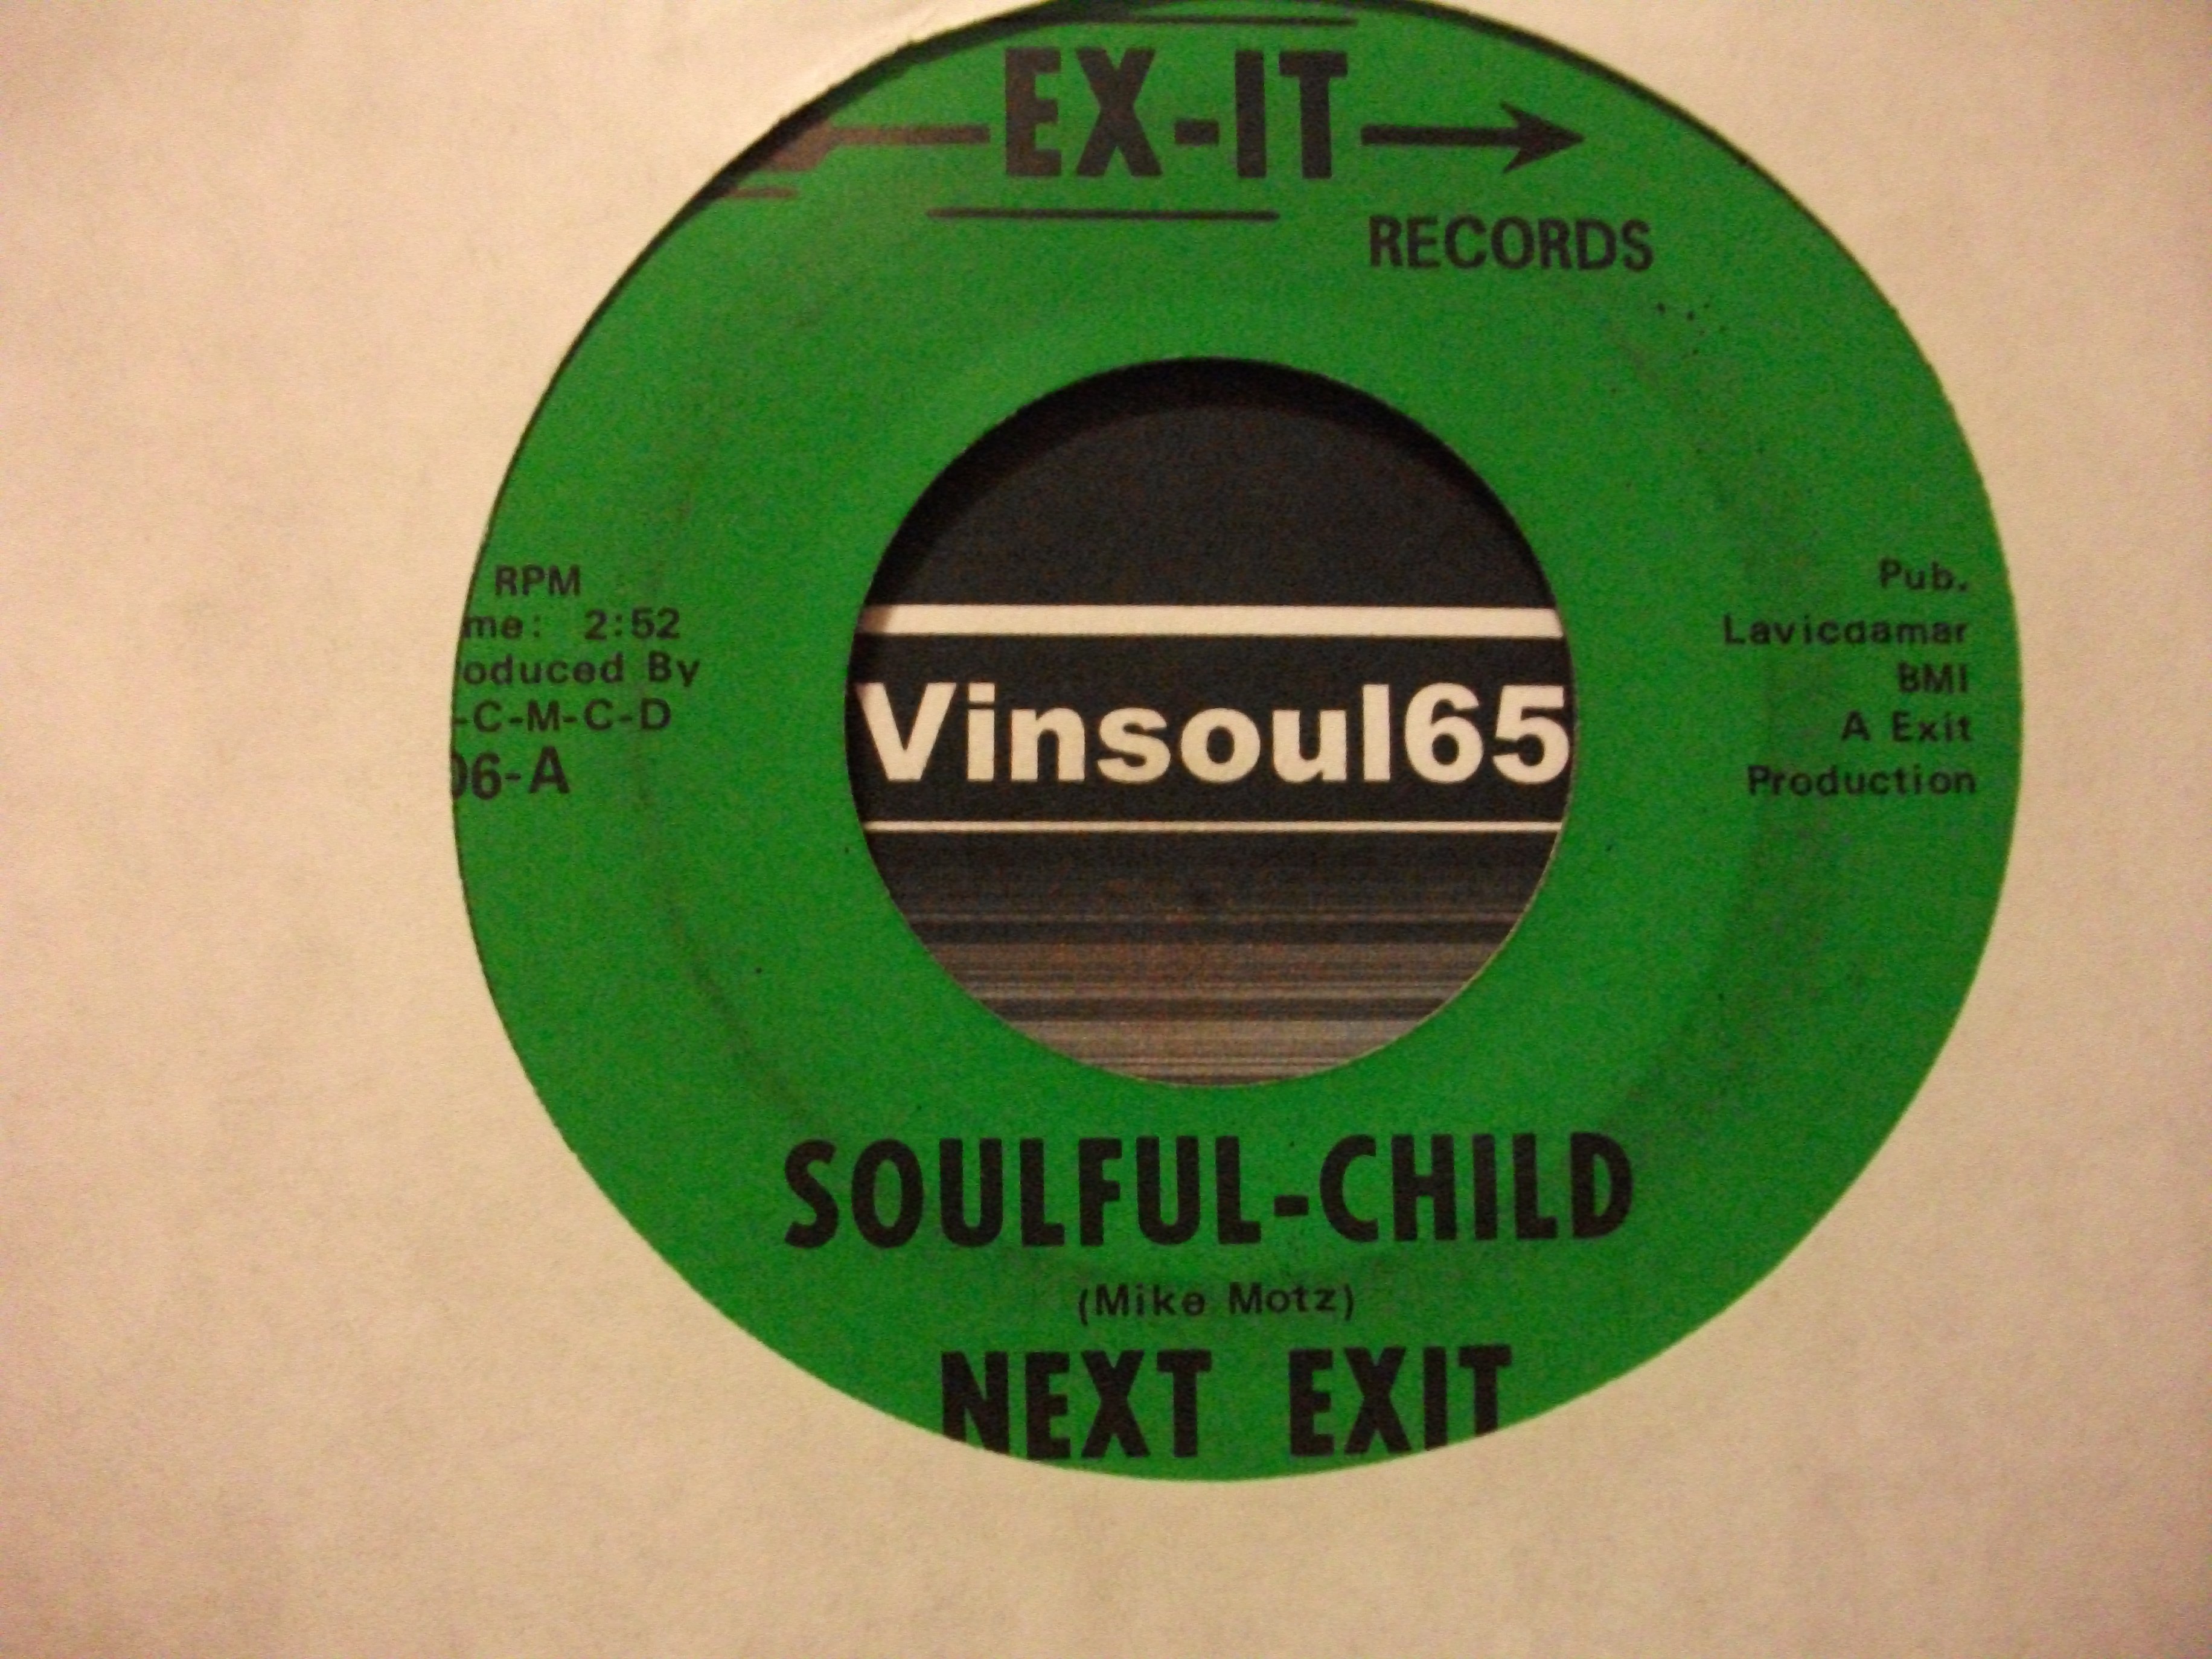 EX-IT
RECORDS
RPM
me: 2:52
oduced By
-C-M-C-D
06-A
Pub.
Lavicdamar
BMI
A Exit
Production
Vinsoul65
SOULFUL-CHILD
(Mike Motz)
NEXT EXIT